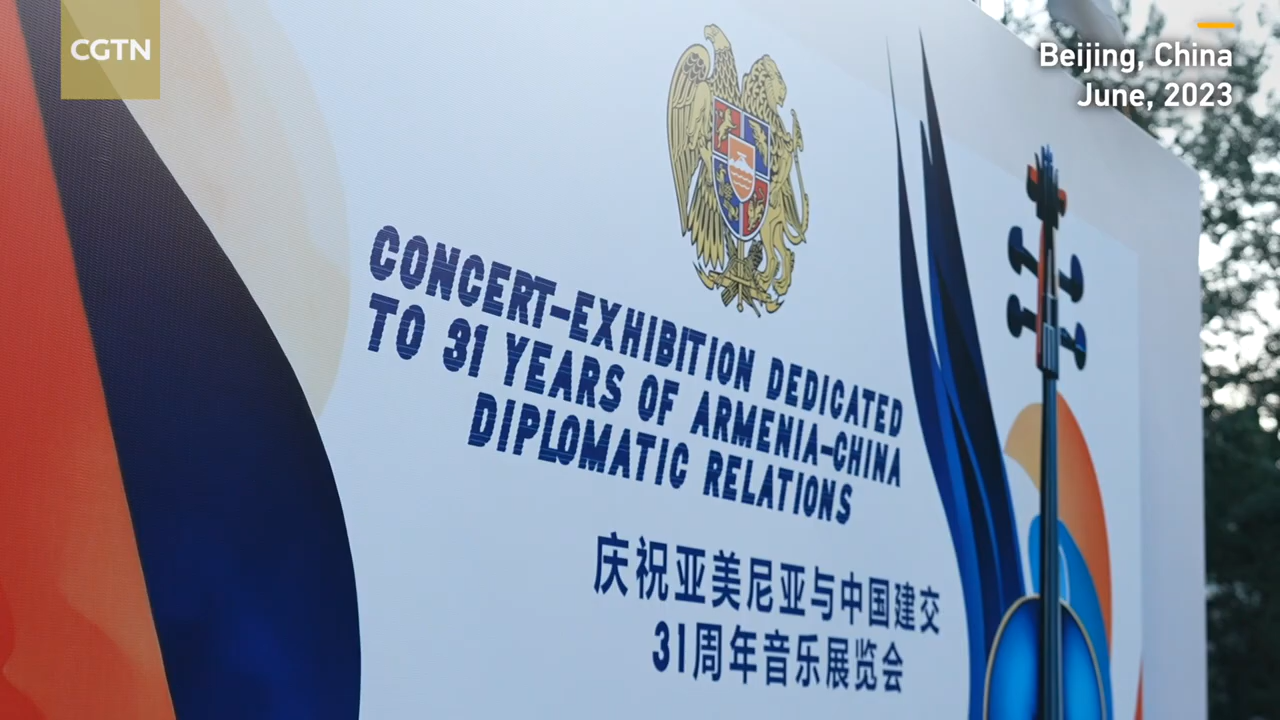 CGTN
Beijing, China
June, 2023
CONCERT-EXHIBITION DEDICATED
TO 31 YEARS OF ARMENIA-CHINA
DIPLOMATIC RELATIONS
庆祝亚美尼亚与中国建交
31周年音乐展览会